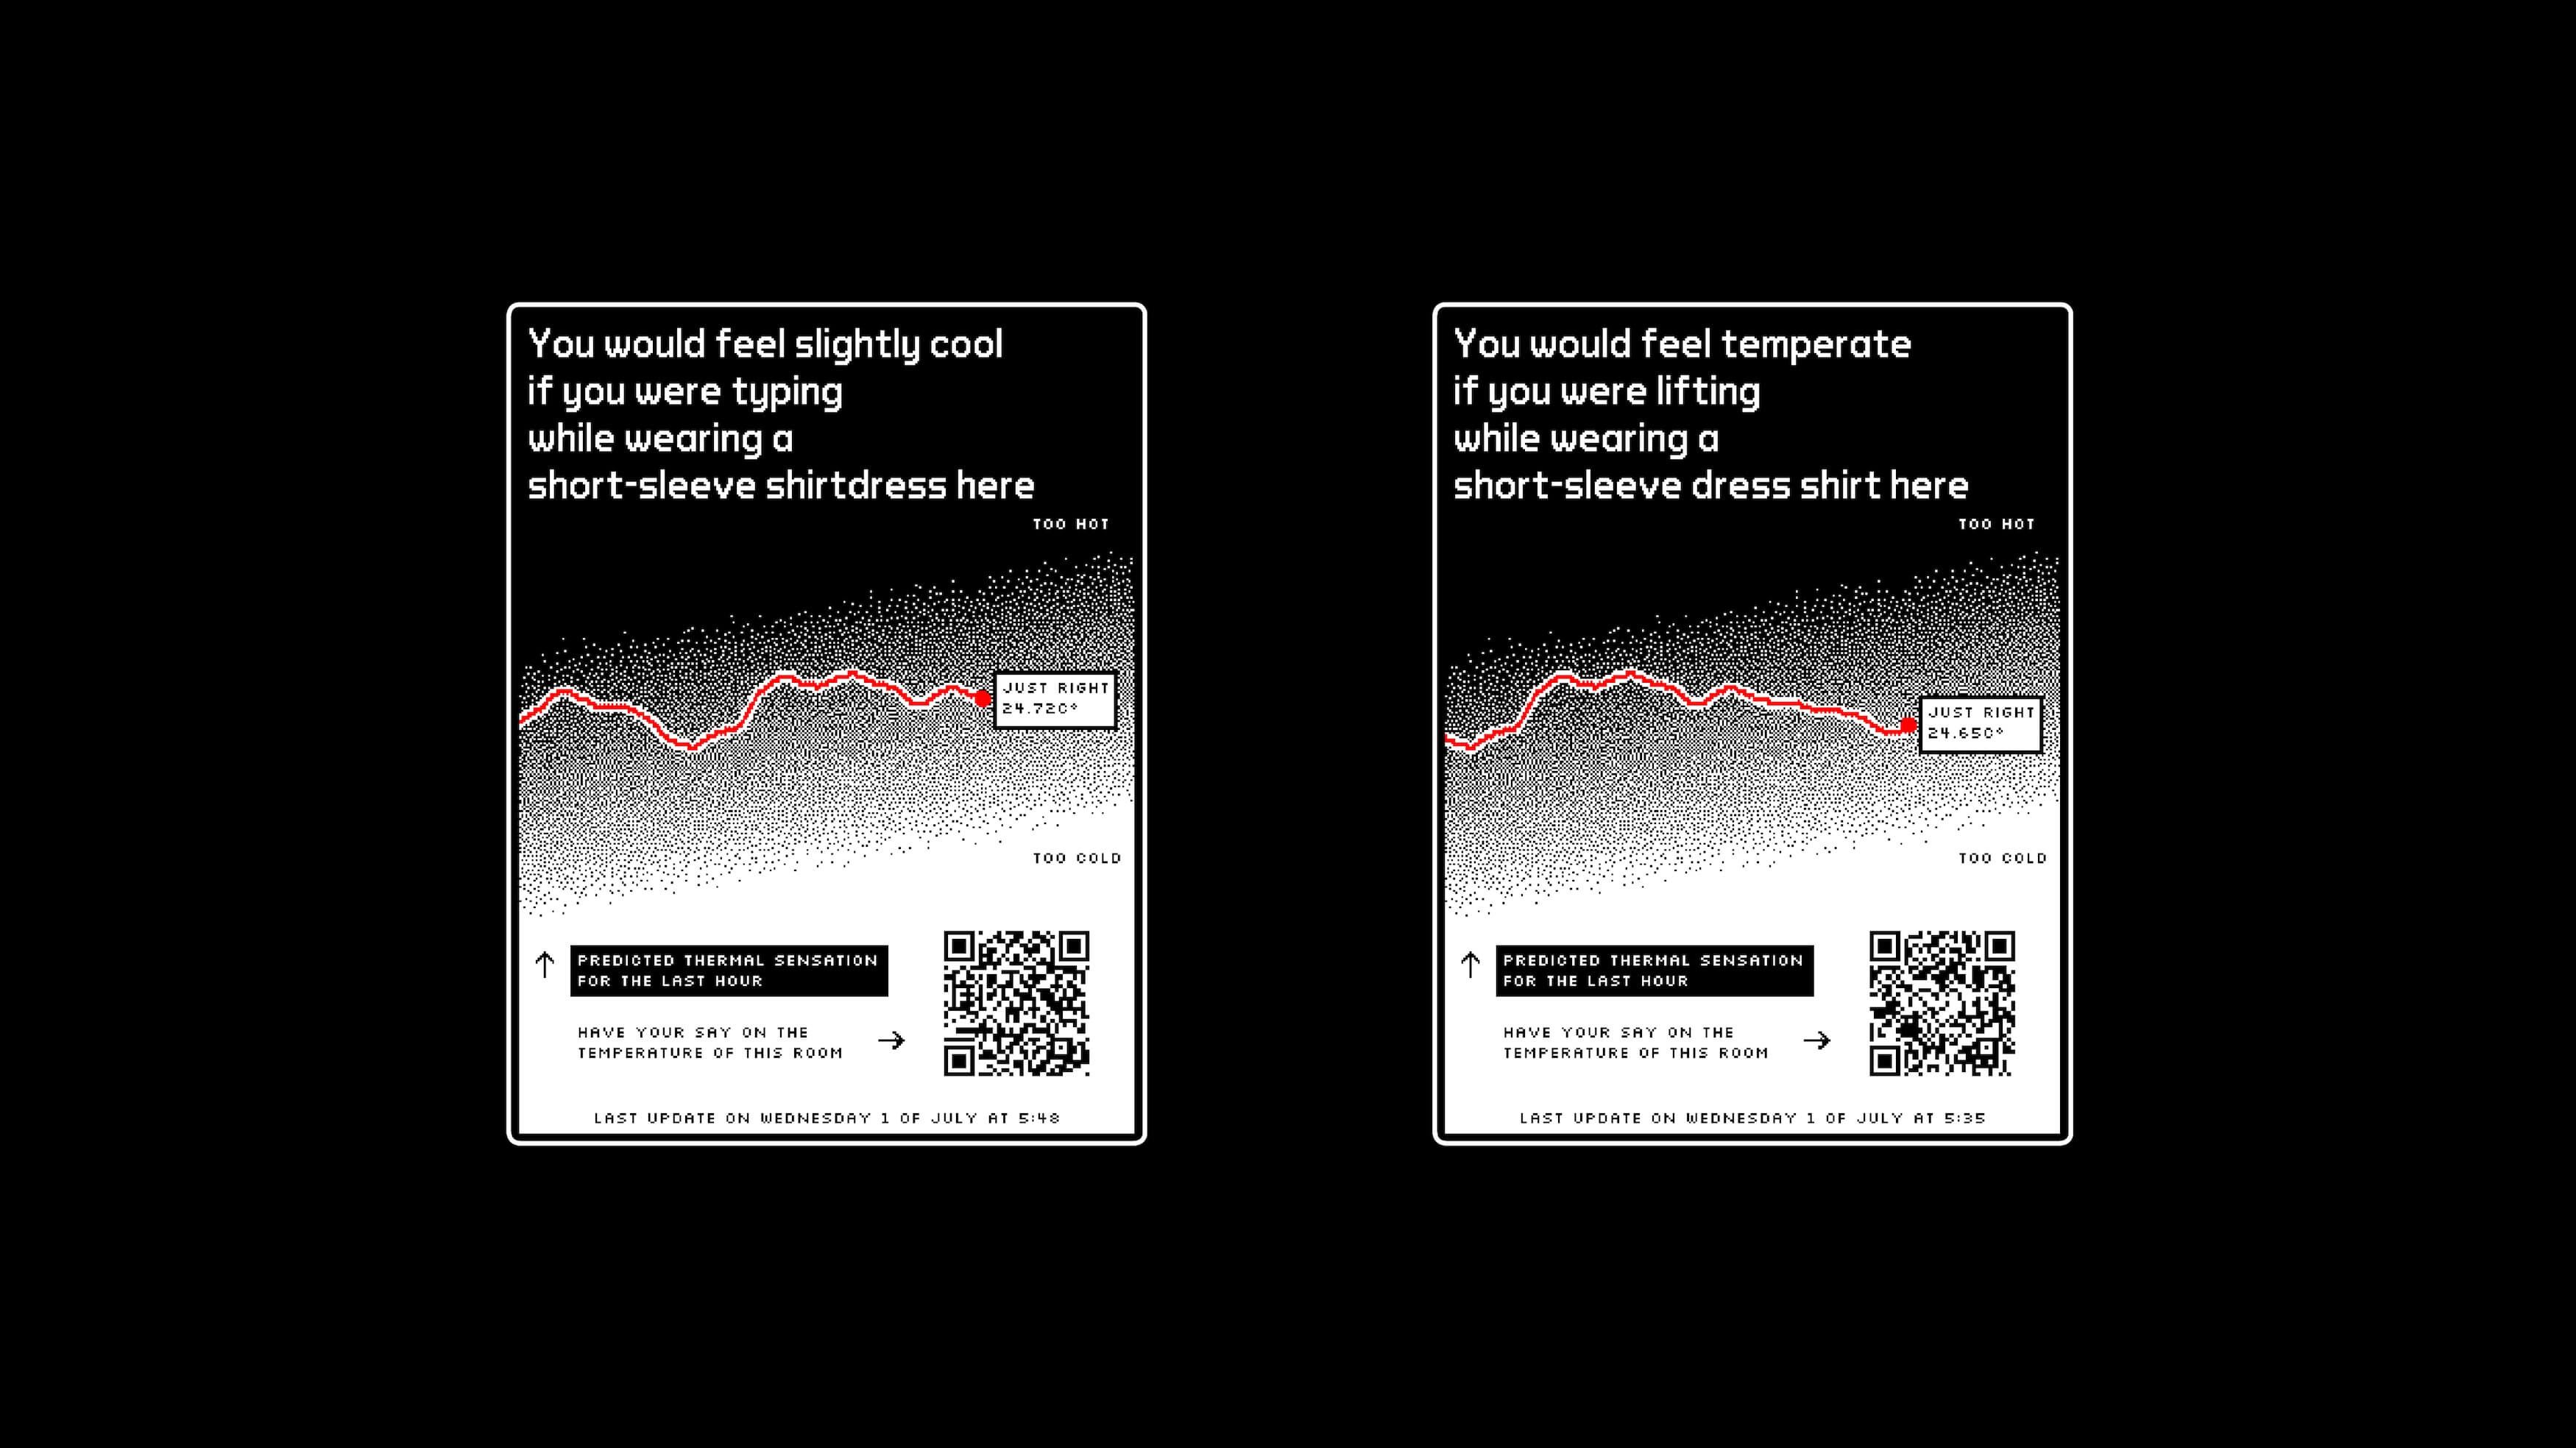 You would feel slightly cool
if you were typing
while wearing a
short-sleeve shirtdress here
TOO HOT
JUST RIGHT
24.72C°
TOO COLD
↑ PREDICTED THERMAL SENSATION
FOR THE LAST HOUR
HAVE YOUR SAY ON THE
TEMPERATURE OF THIS ROOM →
LAST UPDATE ON WEDNESDAY 1 OF JULY AT 5:48
You would feel temperate
if you were lifting
while wearing a
short-sleeve dress shirt here
TOO HOT
JUST RIGHT
24.65C°
TOO COLD
↑ PREDICTED THERMAL SENSATION
FOR THE LAST HOUR
HAVE YOUR SAY ON THE
TEMPERATURE OF THIS ROOM →
LAST UPDATE ON WEDNESDAY 1 OF JULY AT 5:35